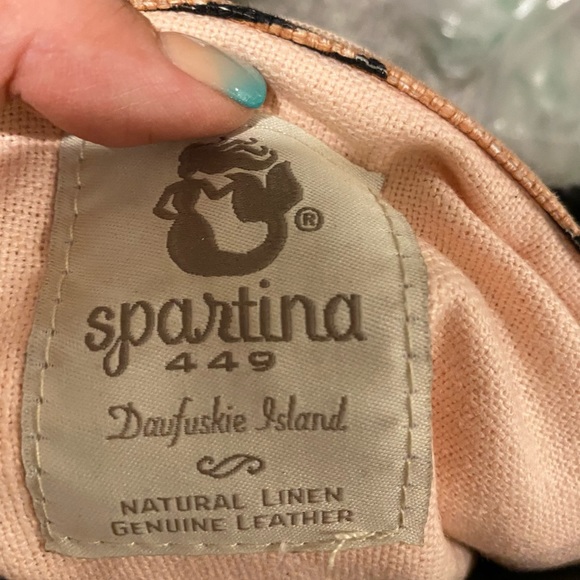 ®
spartina
449
Daufuskie Island
NATURAL LINEN
GENUINE LEATHER